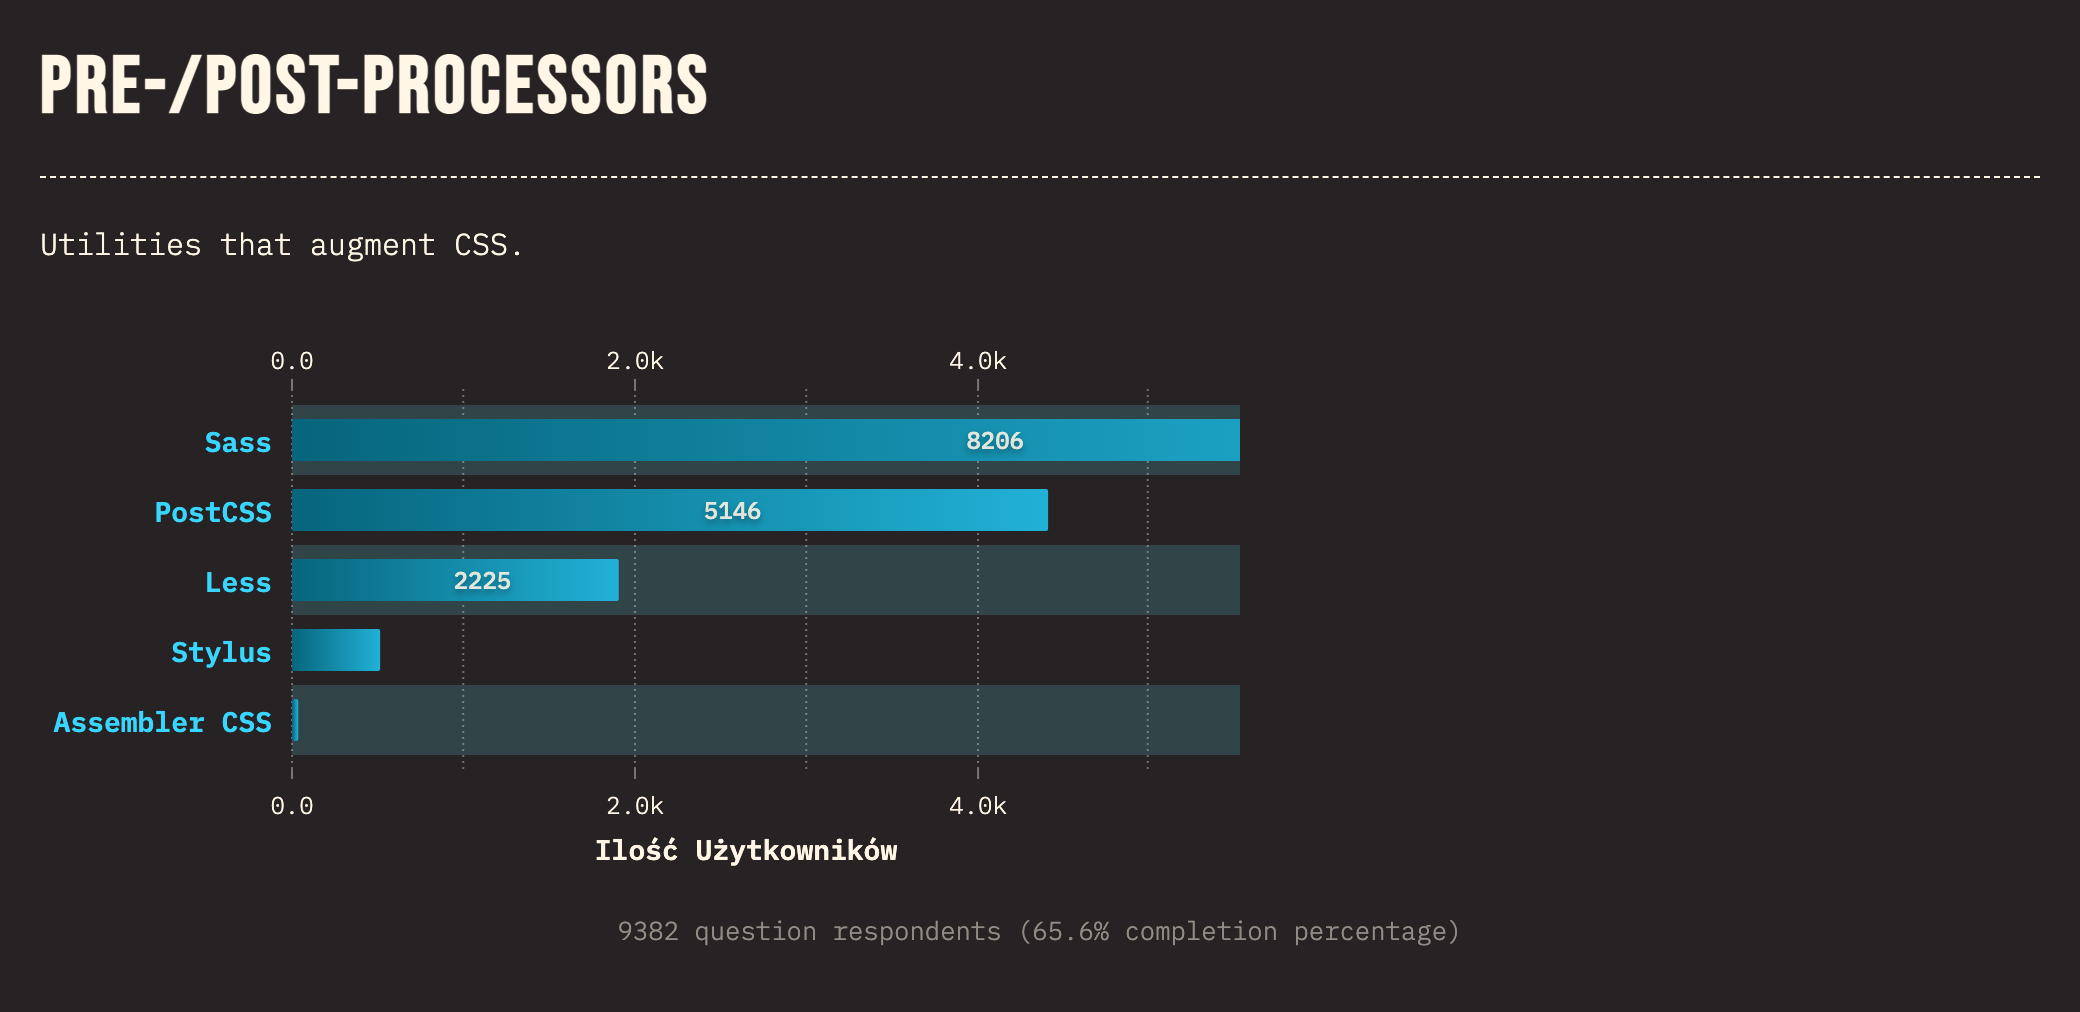 PRE-/POST-PROCESSORS
Utilities that augment CSS.
0.0 2.0k 4.0k
Sass 8206
PostCSS 5146
Less 2225
Stylus
Assembler CSS
0.0 2.0k 4.0k
Ilość Użytkowników
9382 question respondents (65.6% completion percentage)